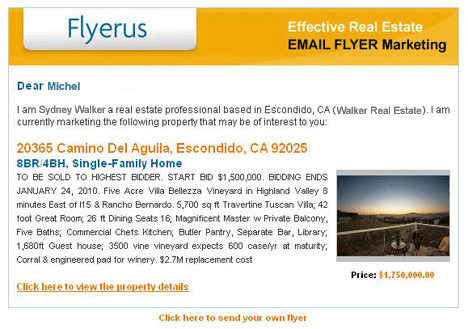 Flyerus
Effective Real Estate
EMAIL FLYER Marketing
Dear Michel
I am Sydney Walker a real estate professional based in Escondido, CA (Walker Real Estate). I am
currently marketing the following property that may be of interest to you:
20365 Camino Del Aguila, Escondido, CA 92025
8BR/4BH, Single-Family Home
TO BE SOLD TO HIGHEST BIDDER. START BID $1,500,000. BIDDING ENDS
JANUARY 24, 2010. Five Acre Villa Bellezza Vineyard in Highland Valley 8
minutes East of I15 & Rancho Bernardo. 5,700 sq ft Travertine Tuscan Villa; 42
foot Great Room; 26 ft Dining Seats 16; Magnificent Master w Private Balcony,
Five Baths; Commercial Chefs Kitchen; Butler Pantry, Separate Bar, Library;
1,680ft Guest house; 3500 vine vineyard expects 600 case/yr at maturity;
Corral & engineered pad for winery. $2.7M replacement cost
Price: $1,750,000.00
Click here to view the property details
Click here to send your own flyer